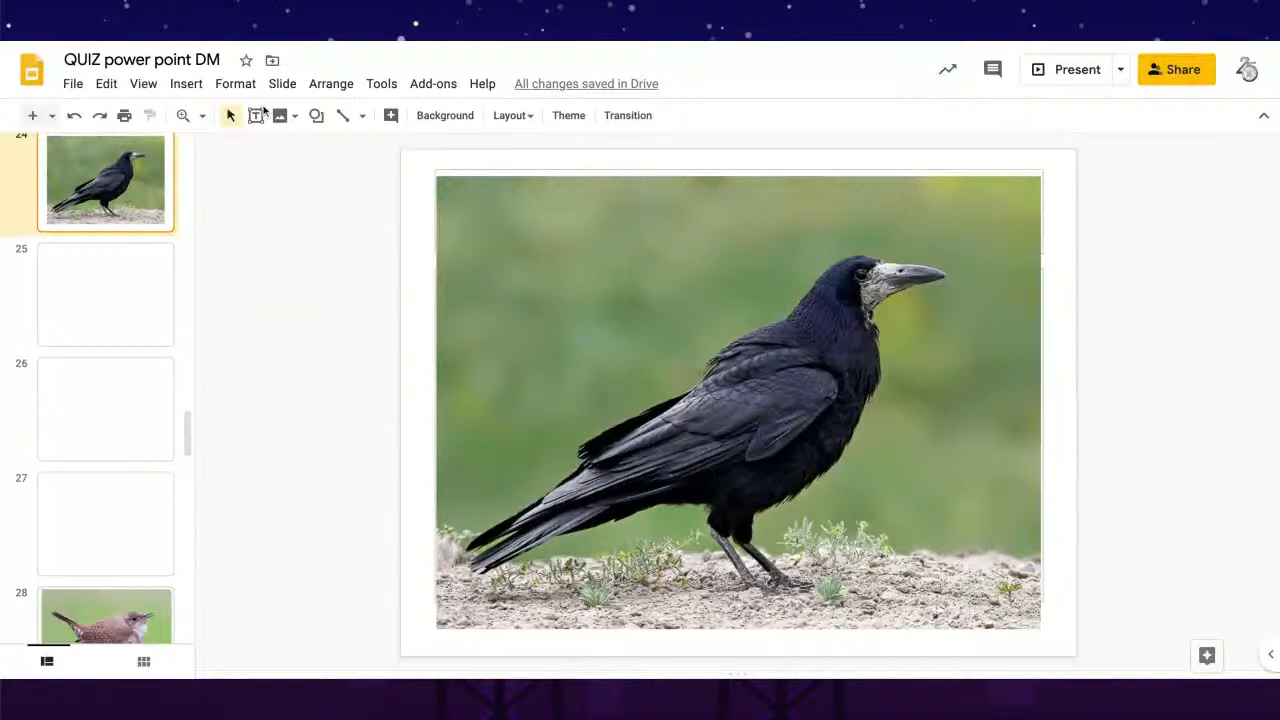 QUIZ power point DM
File Edit View Insert Format Slide Arrange Tools Add-ons Help All changes saved in Drive
Present
Share
Background Layout Theme Transition
24
25
26
27
28